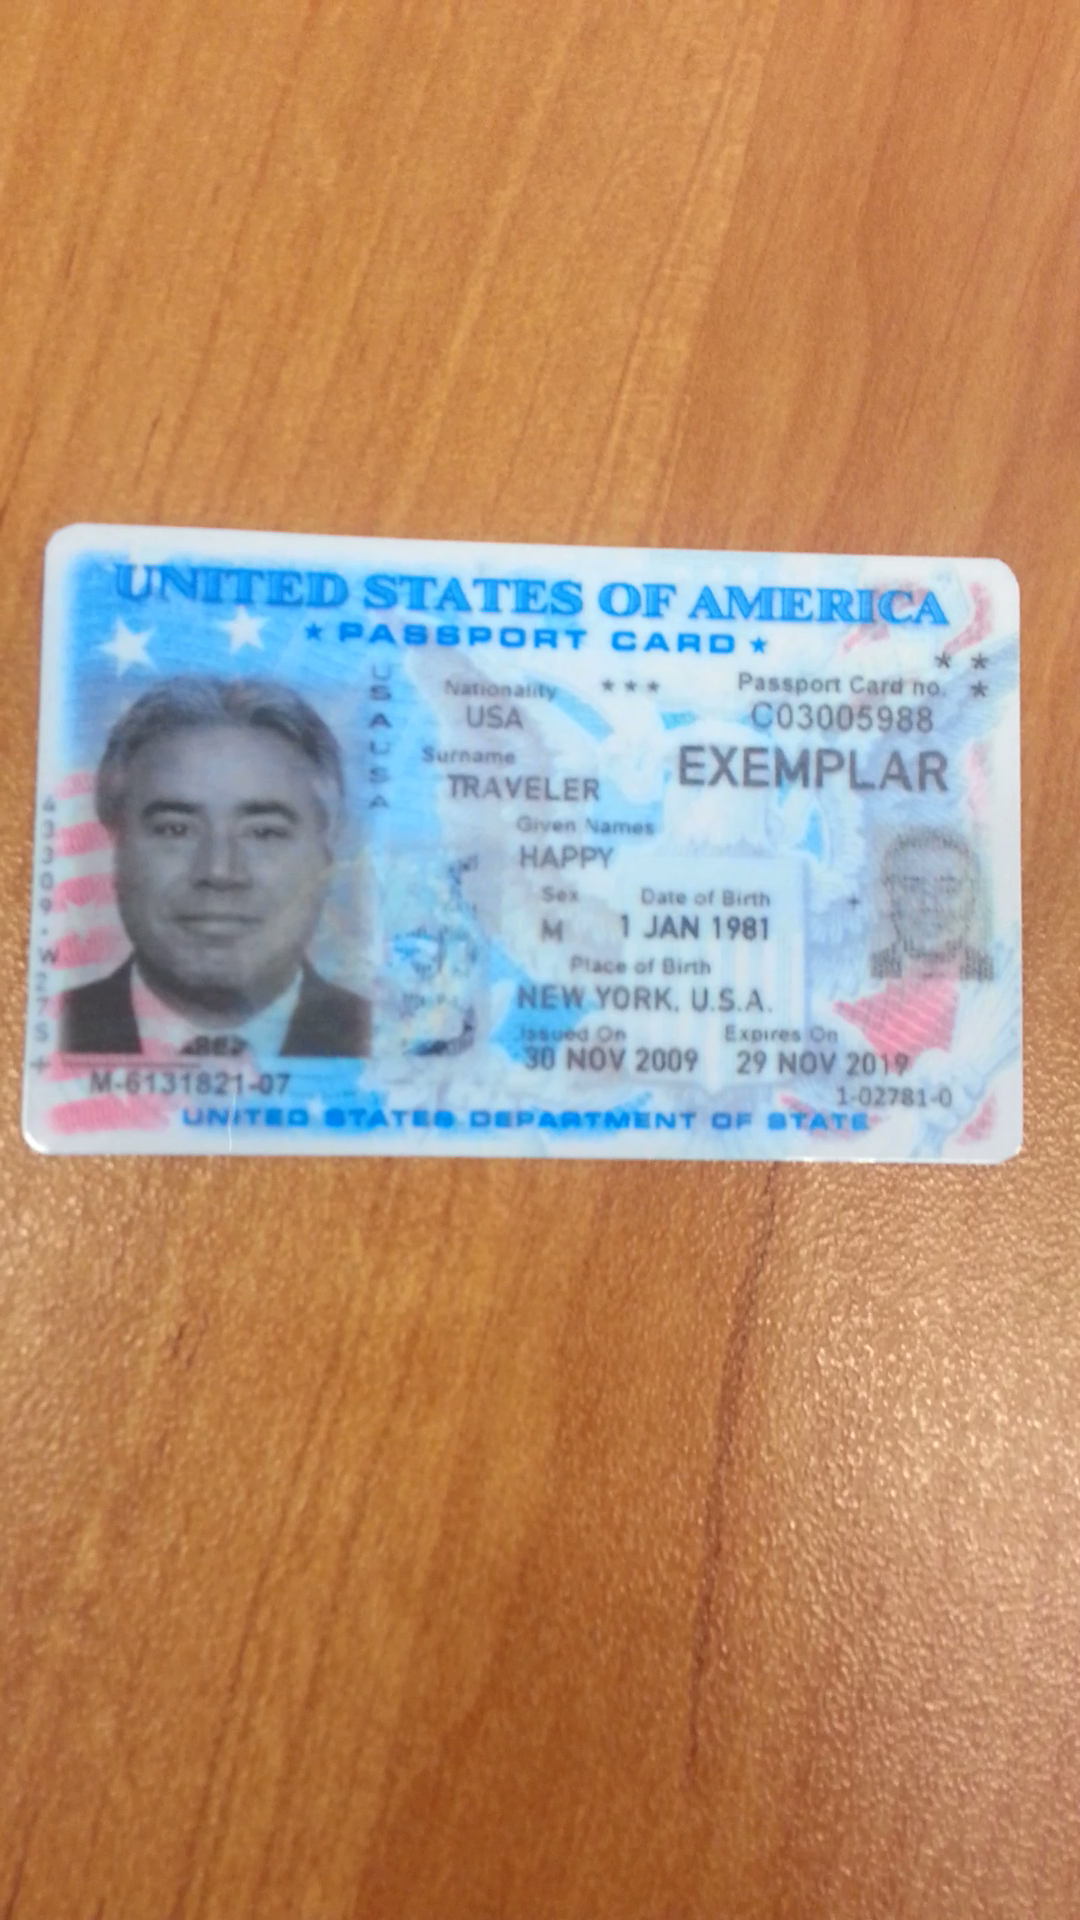 UNITED STATES OF AMERICA
★ PASSPORT CARD ★
USAUSA
Nationality *** Passport Card no.
USA C03005988
Surname EXEMPLAR
TRAVELER
Given Names
HAPPY
Sex Date of Birth
M 1 JAN 1981
Place of Birth
NEW YORK, U.S.A.
Issued On Expires On
30 NOV 2009 29 NOV 2019
M-6131821-07 1-02781-0
UNITED STATES DEPARTMENT OF STATE